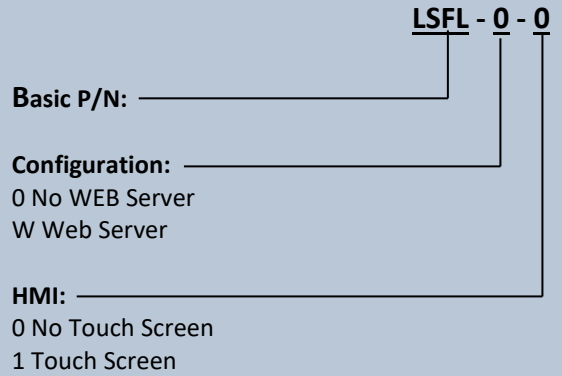 LSFL - 0 - 0
Basic P/N:
Configuration:
0 No WEB Server
W Web Server
HMI:
0 No Touch Screen
1 Touch Screen